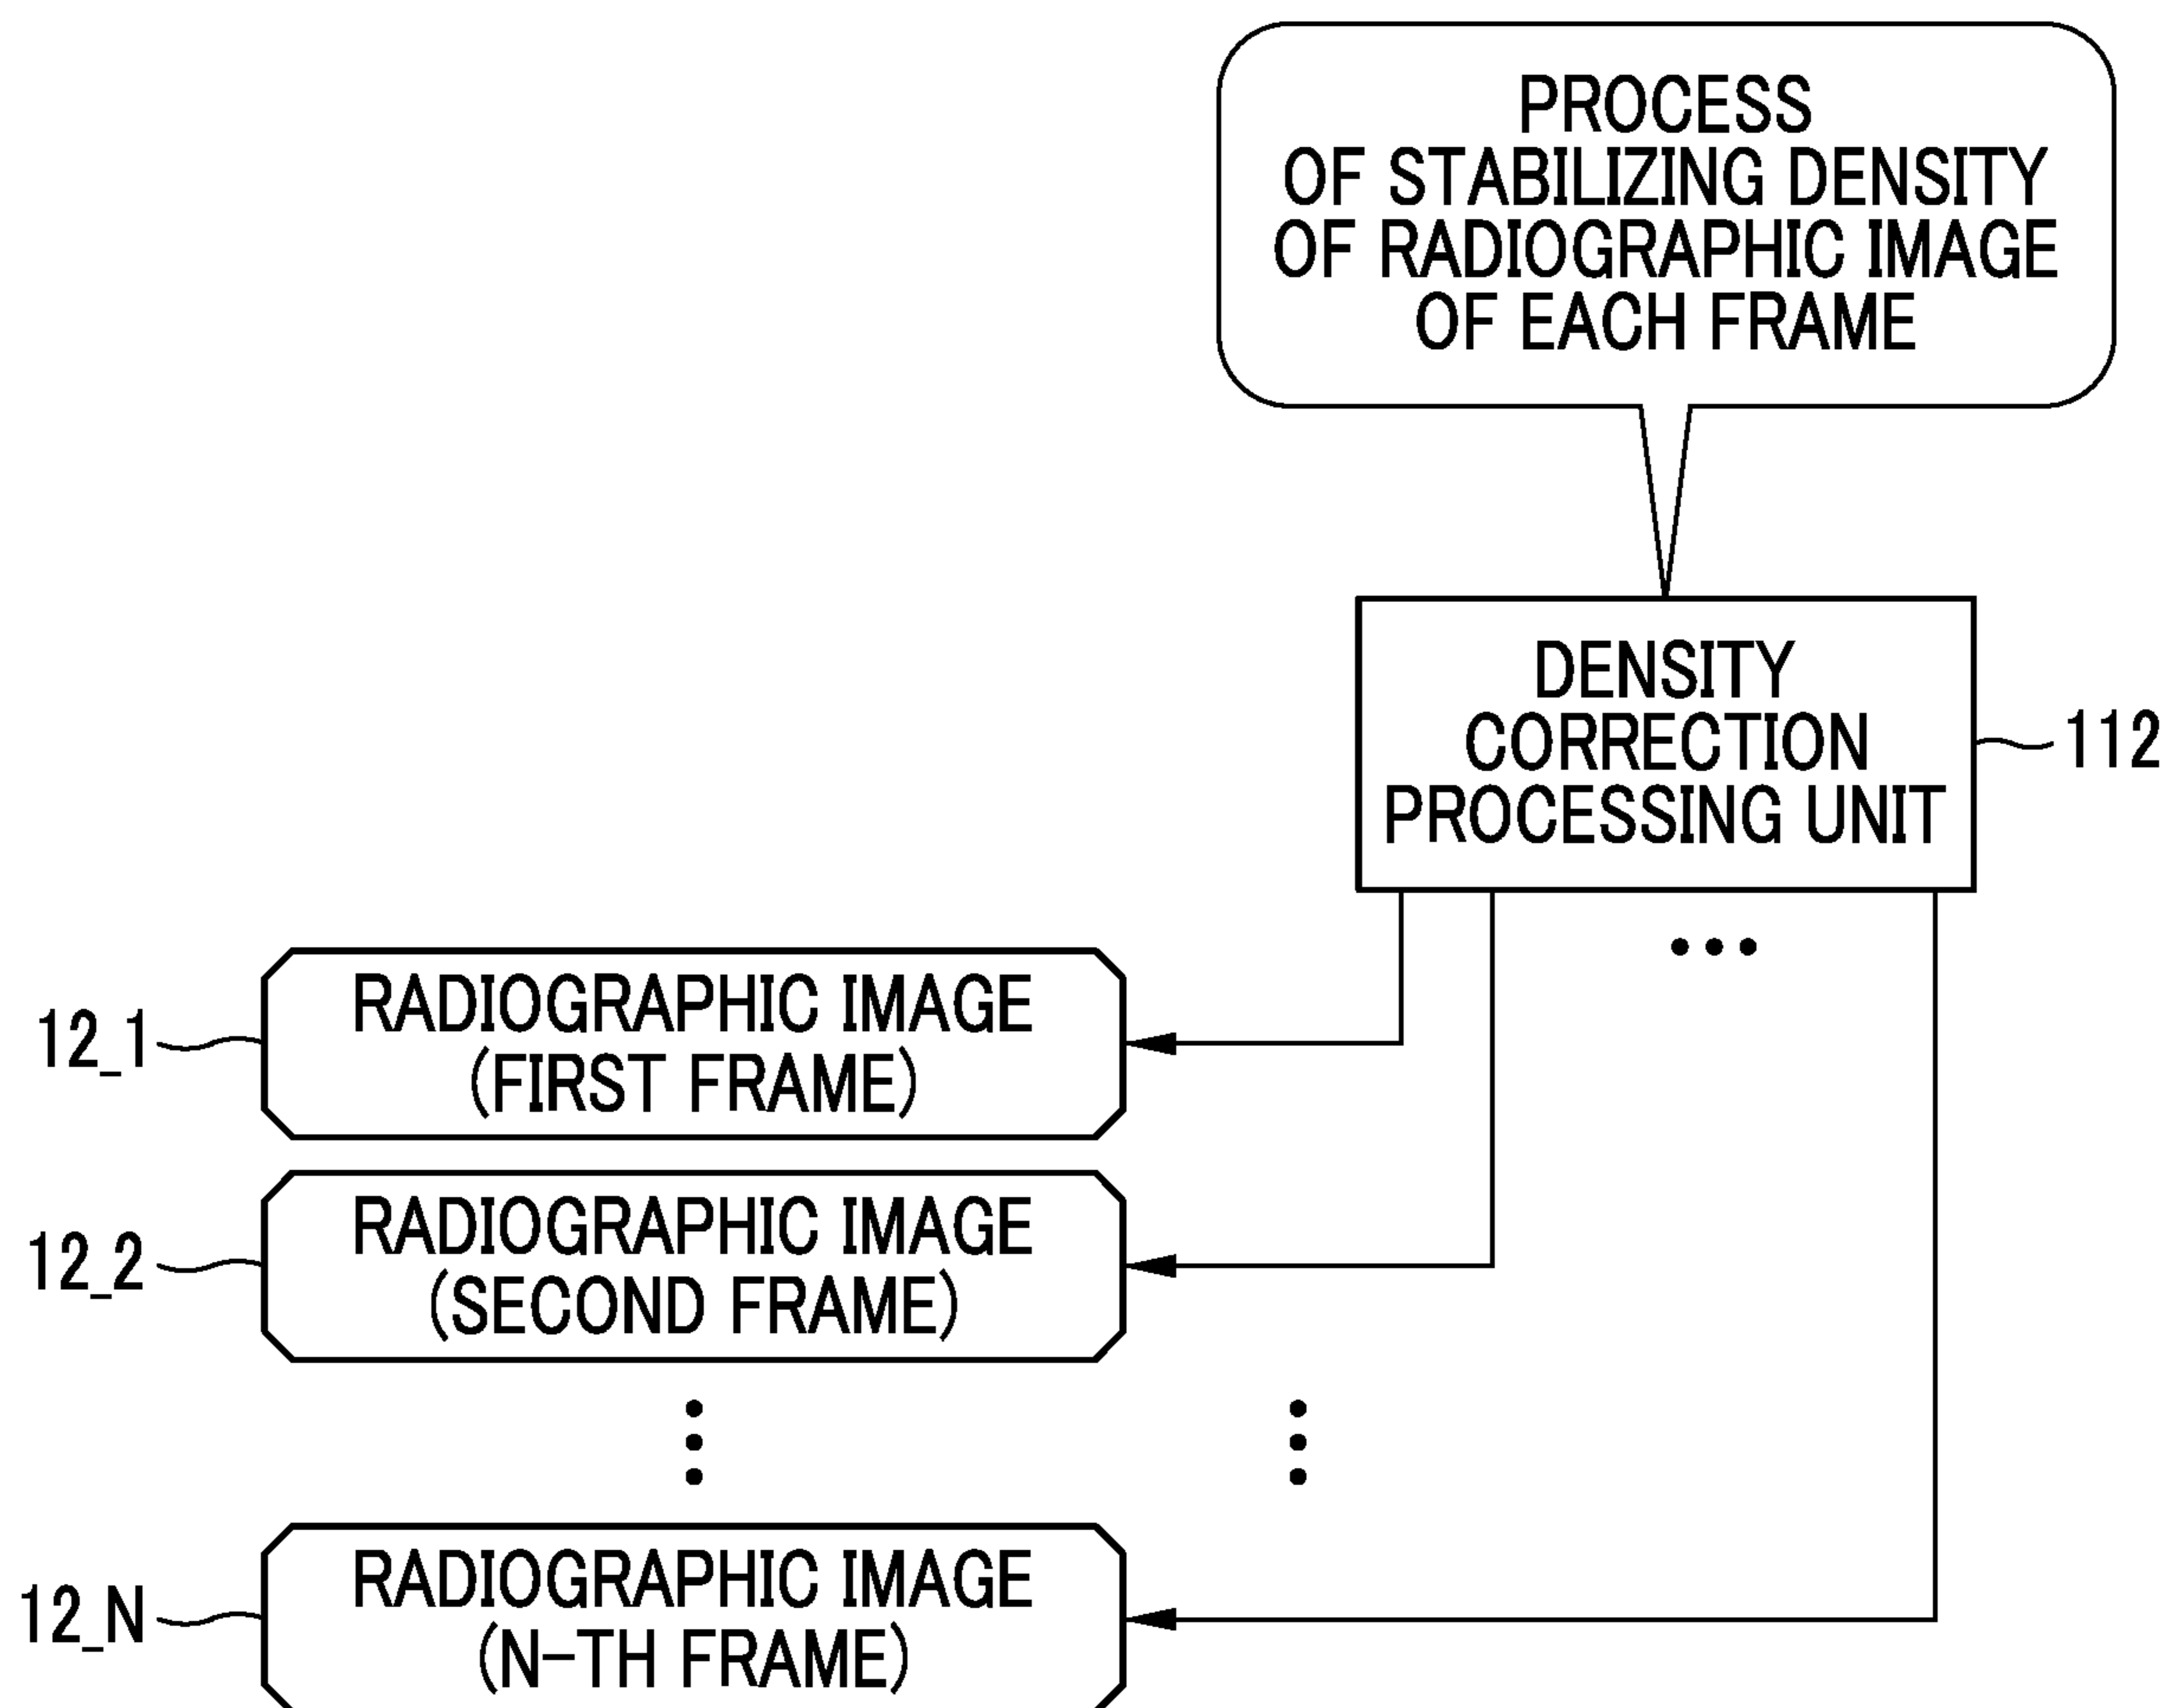 PROCESS
OF STABILIZING DENSITY
OF RADIOGRAPHIC IMAGE
OF EACH FRAME
DENSITY
CORRECTION
PROCESSING UNIT
112
12_1
RADIOGRAPHIC IMAGE
(FIRST FRAME)
12_2
RADIOGRAPHIC IMAGE
(SECOND FRAME)
12_N
RADIOGRAPHIC IMAGE
(N-TH FRAME)